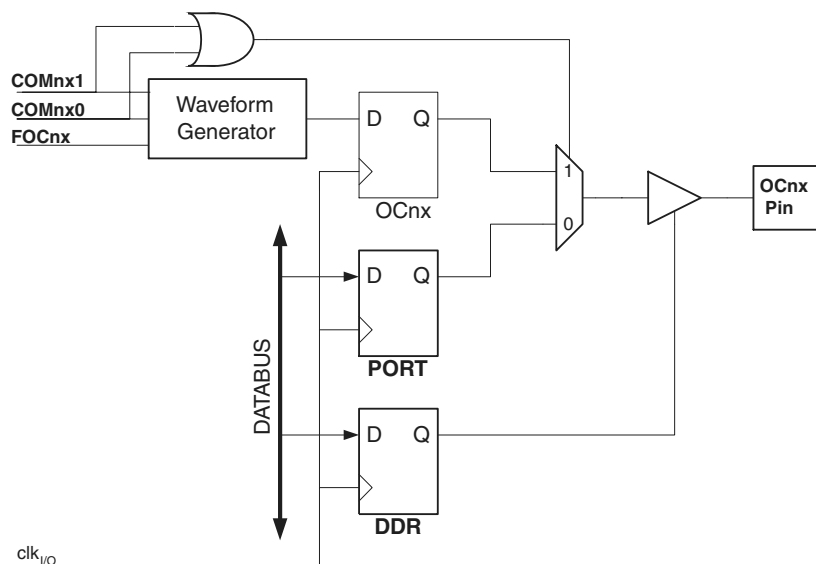 COMnx1
COMnx0
FOCnx
Waveform
Generator
D Q
OCnx
1
0
OCnx
Pin
D Q
PORT
DATABUS
D Q
DDR
clkI/O